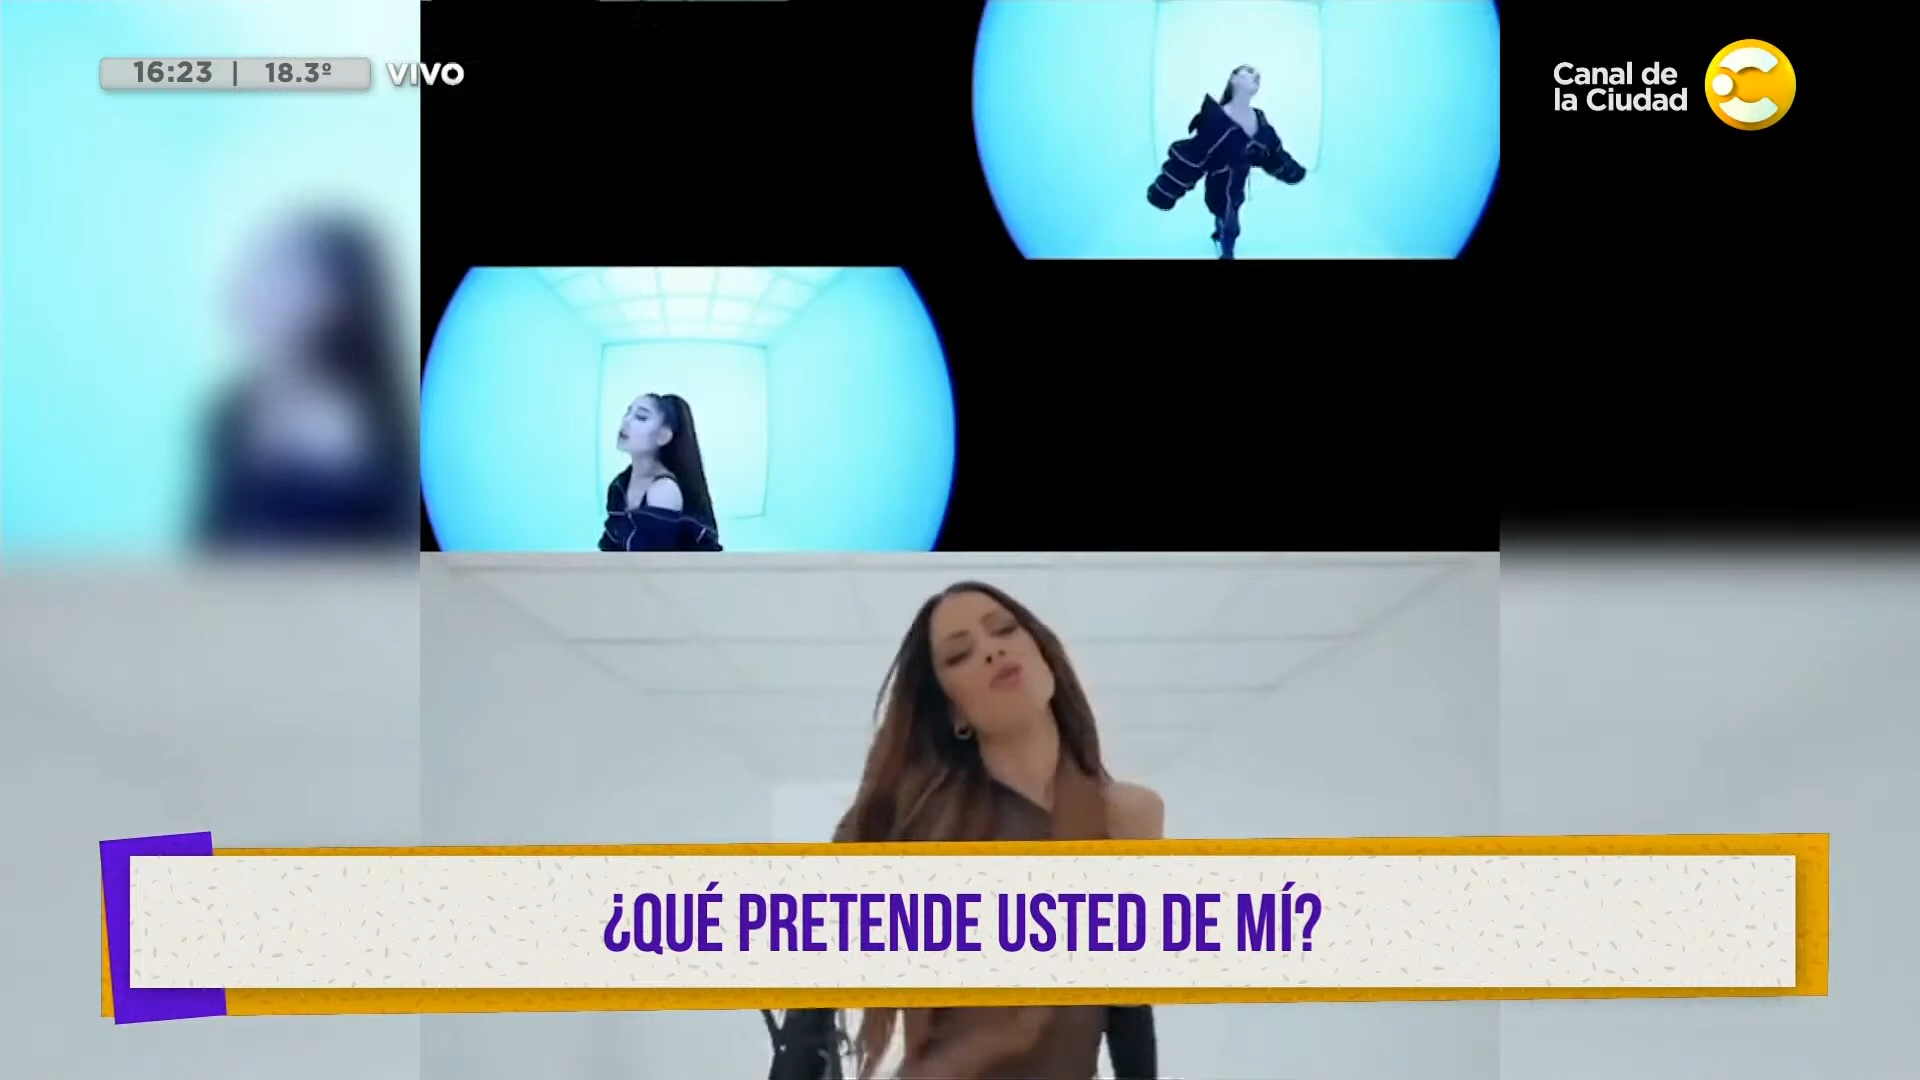 16:23 | 18.3º VIVO
Canal de
la Ciudad
¿QUÉ PRETENDE USTED DE MÍ?